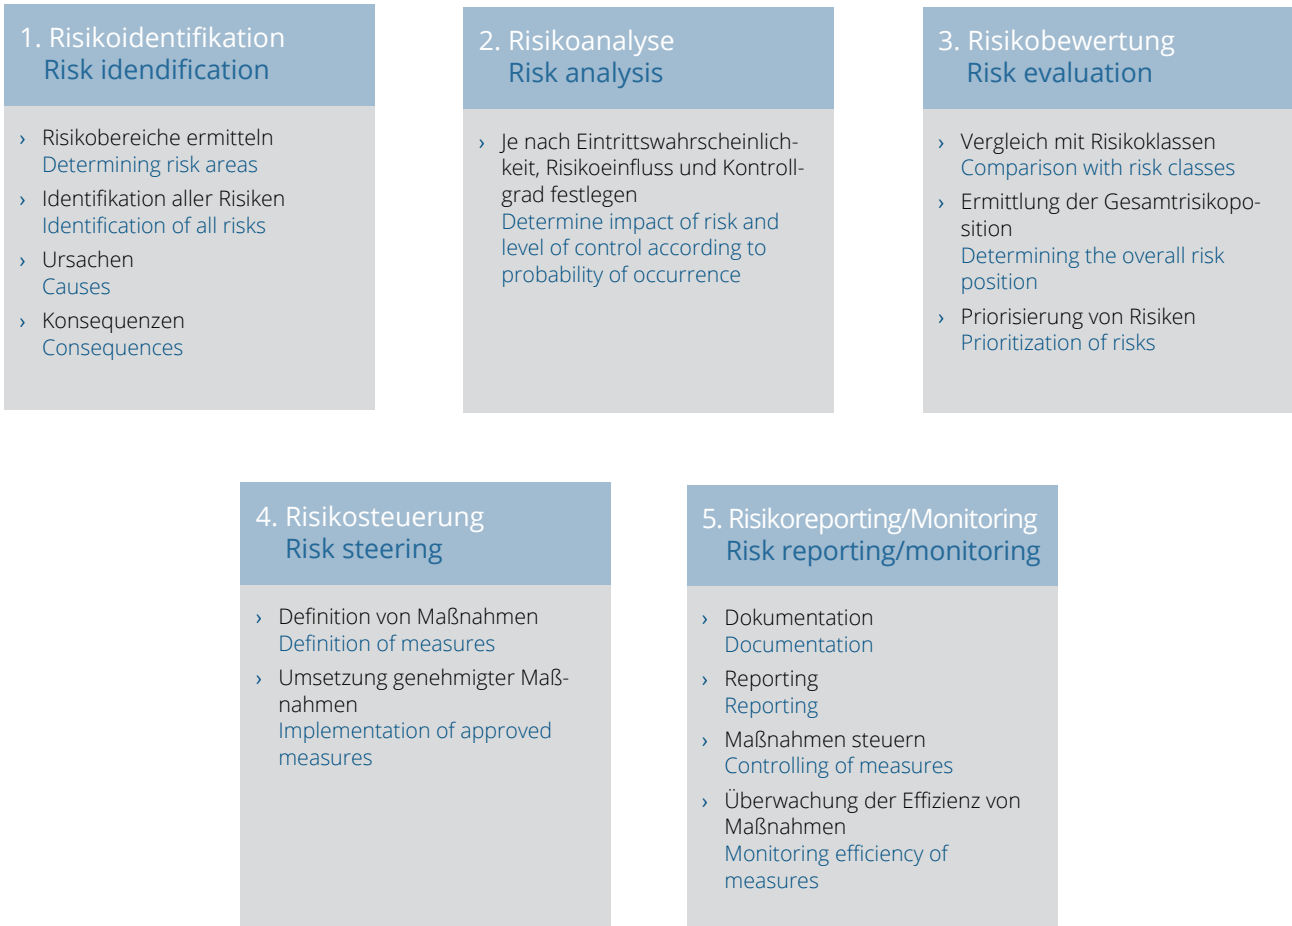 1. Risikoidentifikation
Risk idendification
› Risikobereiche ermitteln
Determining risk areas
› Identifikation aller Risiken
Identification of all risks
› Ursachen
Causes
› Konsequenzen
Consequences
2. Risikoanalyse
Risk analysis
› Je nach Eintrittswahrscheinlich-
keit, Risikoeinfluss und Kontroll-
grad festlegen
Determine impact of risk and
level of control according to
probability of occurrence
3. Risikobewertung
Risk evaluation
› Vergleich mit Risikoklassen
Comparison with risk classes
› Ermittlung der Gesamtrisikopo-
sition
Determining the overall risk
position
› Priorisierung von Risiken
Prioritization of risks
4. Risikosteuerung
Risk steering
› Definition von Maßnahmen
Definition of measures
› Umsetzung genehmigter Maß-
nahmen
Implementation of approved
measures
5. Risikoreporting/Monitoring
Risk reporting/monitoring
› Dokumentation
Documentation
› Reporting
Reporting
› Maßnahmen steuern
Controlling of measures
› Überwachung der Effizienz von
Maßnahmen
Monitoring efficiency of
measures